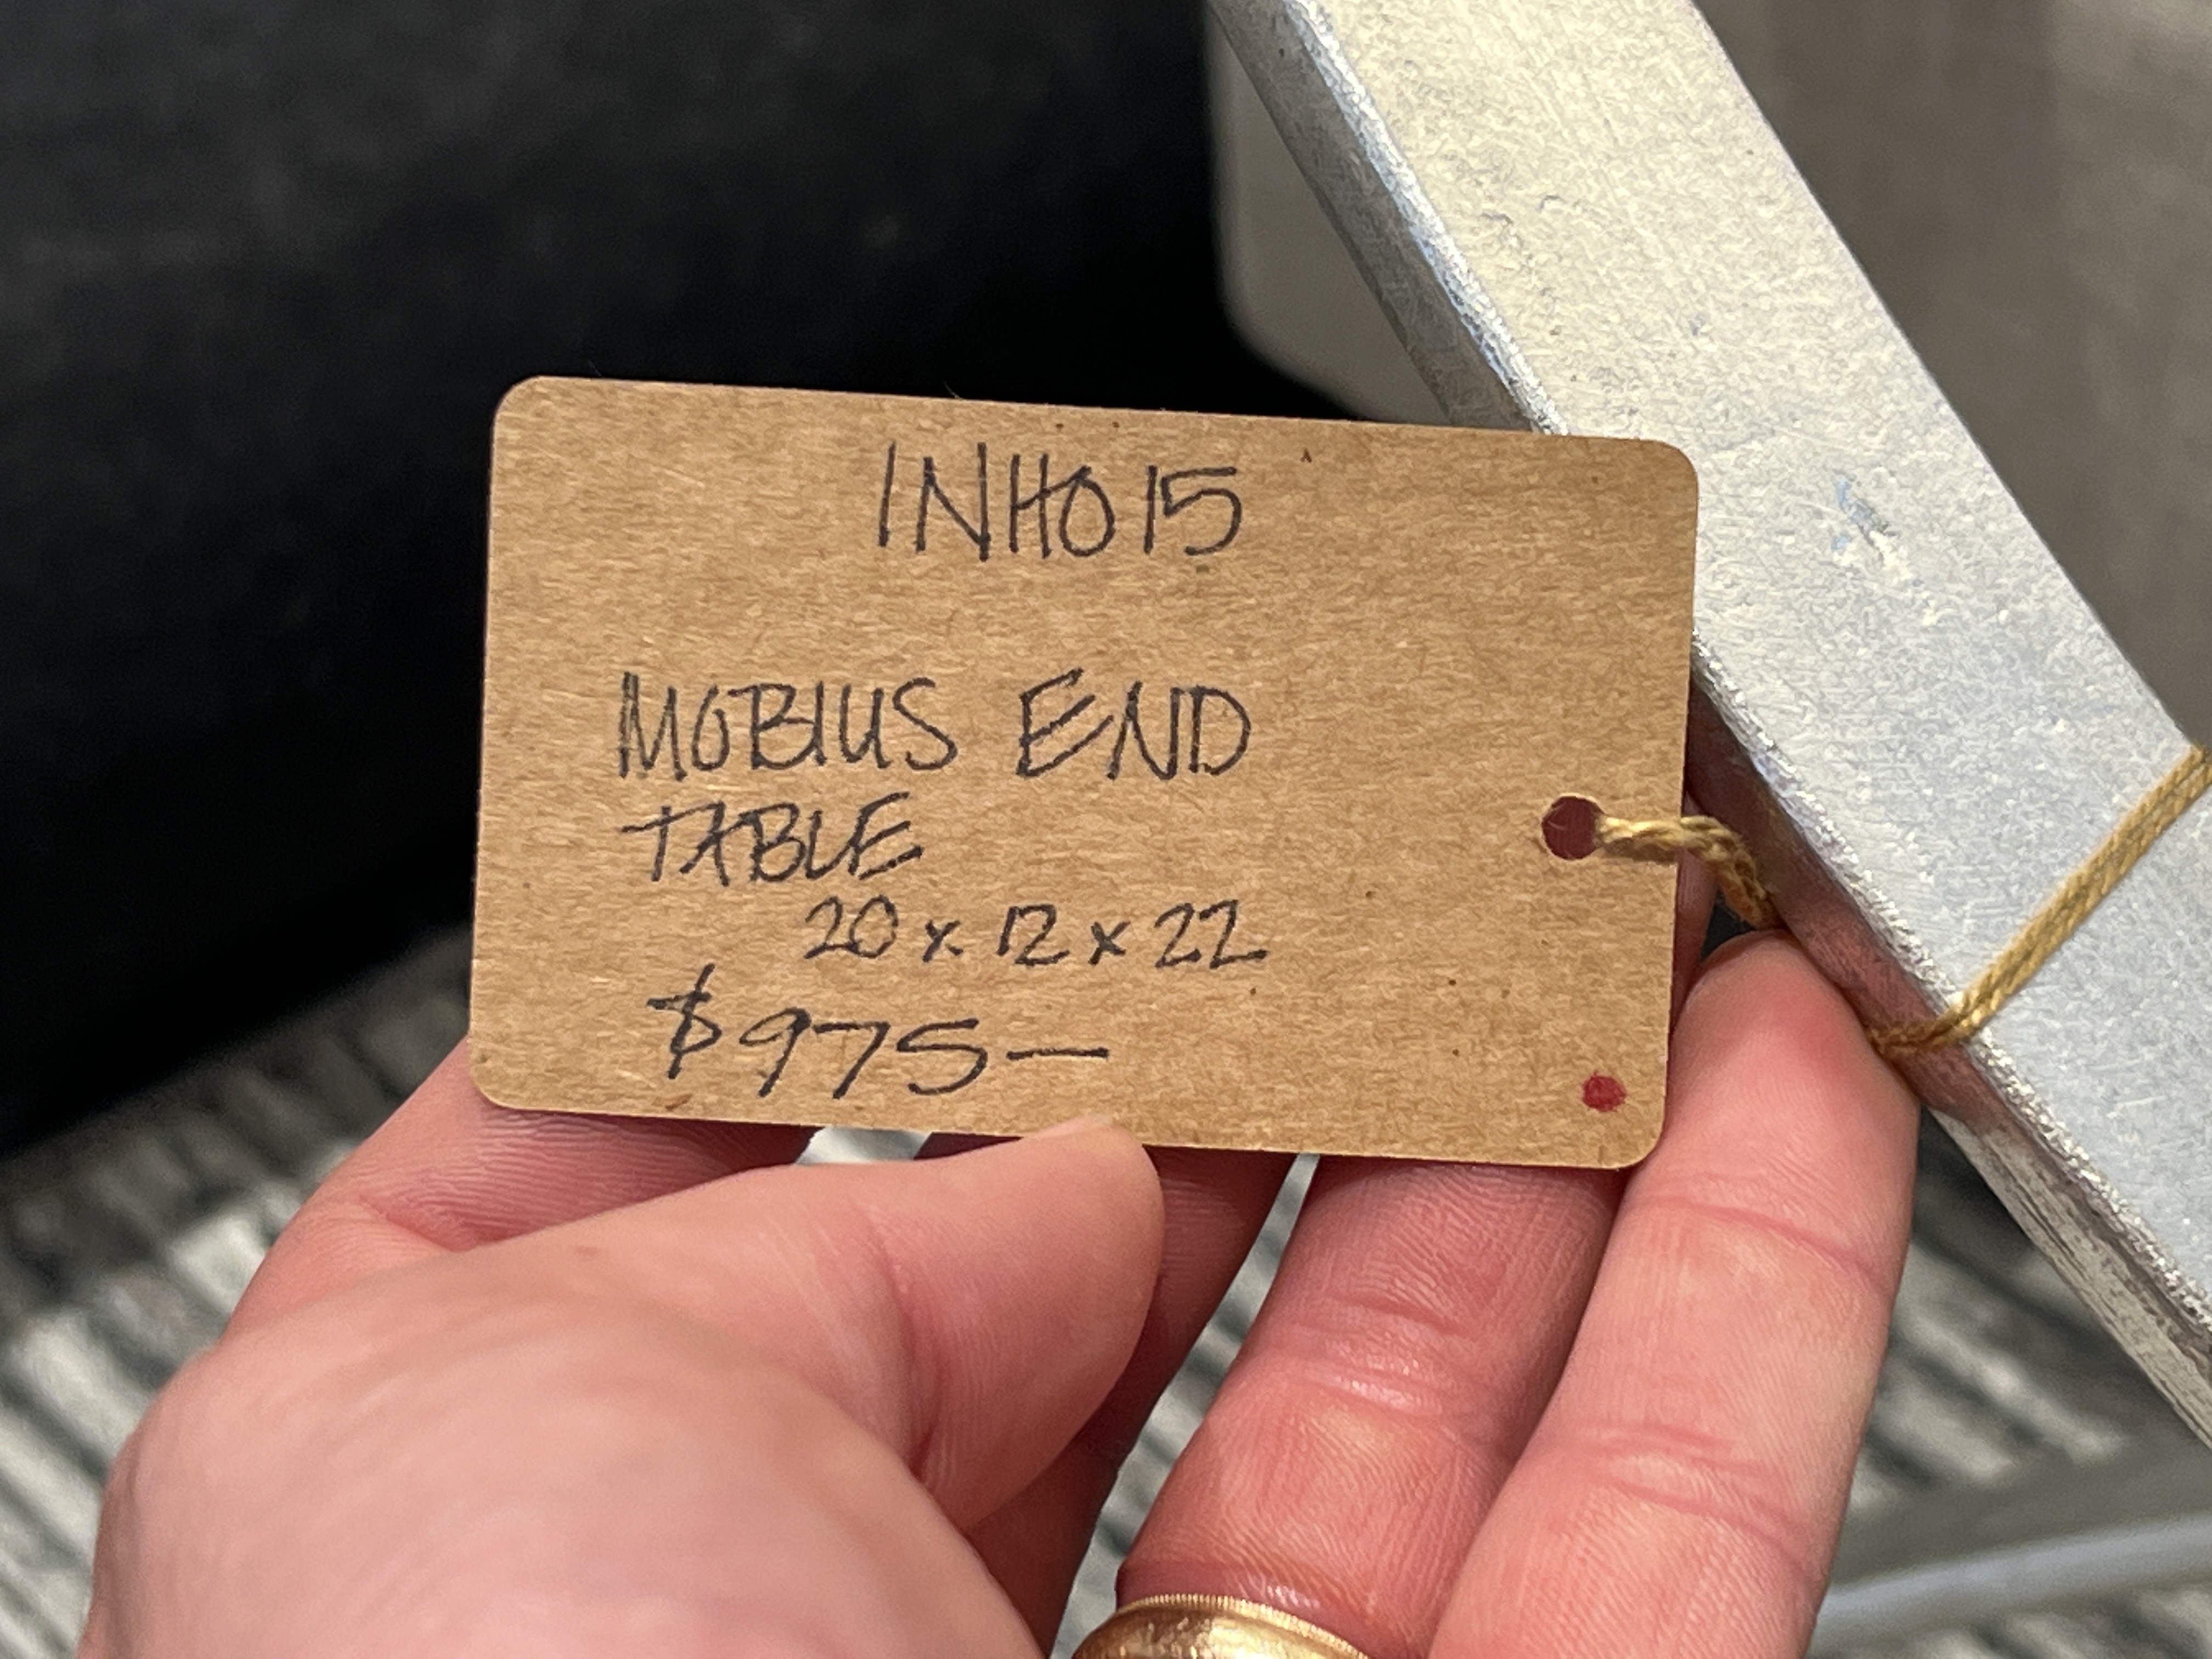 INH015
MOBIUS END
TABLE
20 x 12 x 22
$975—